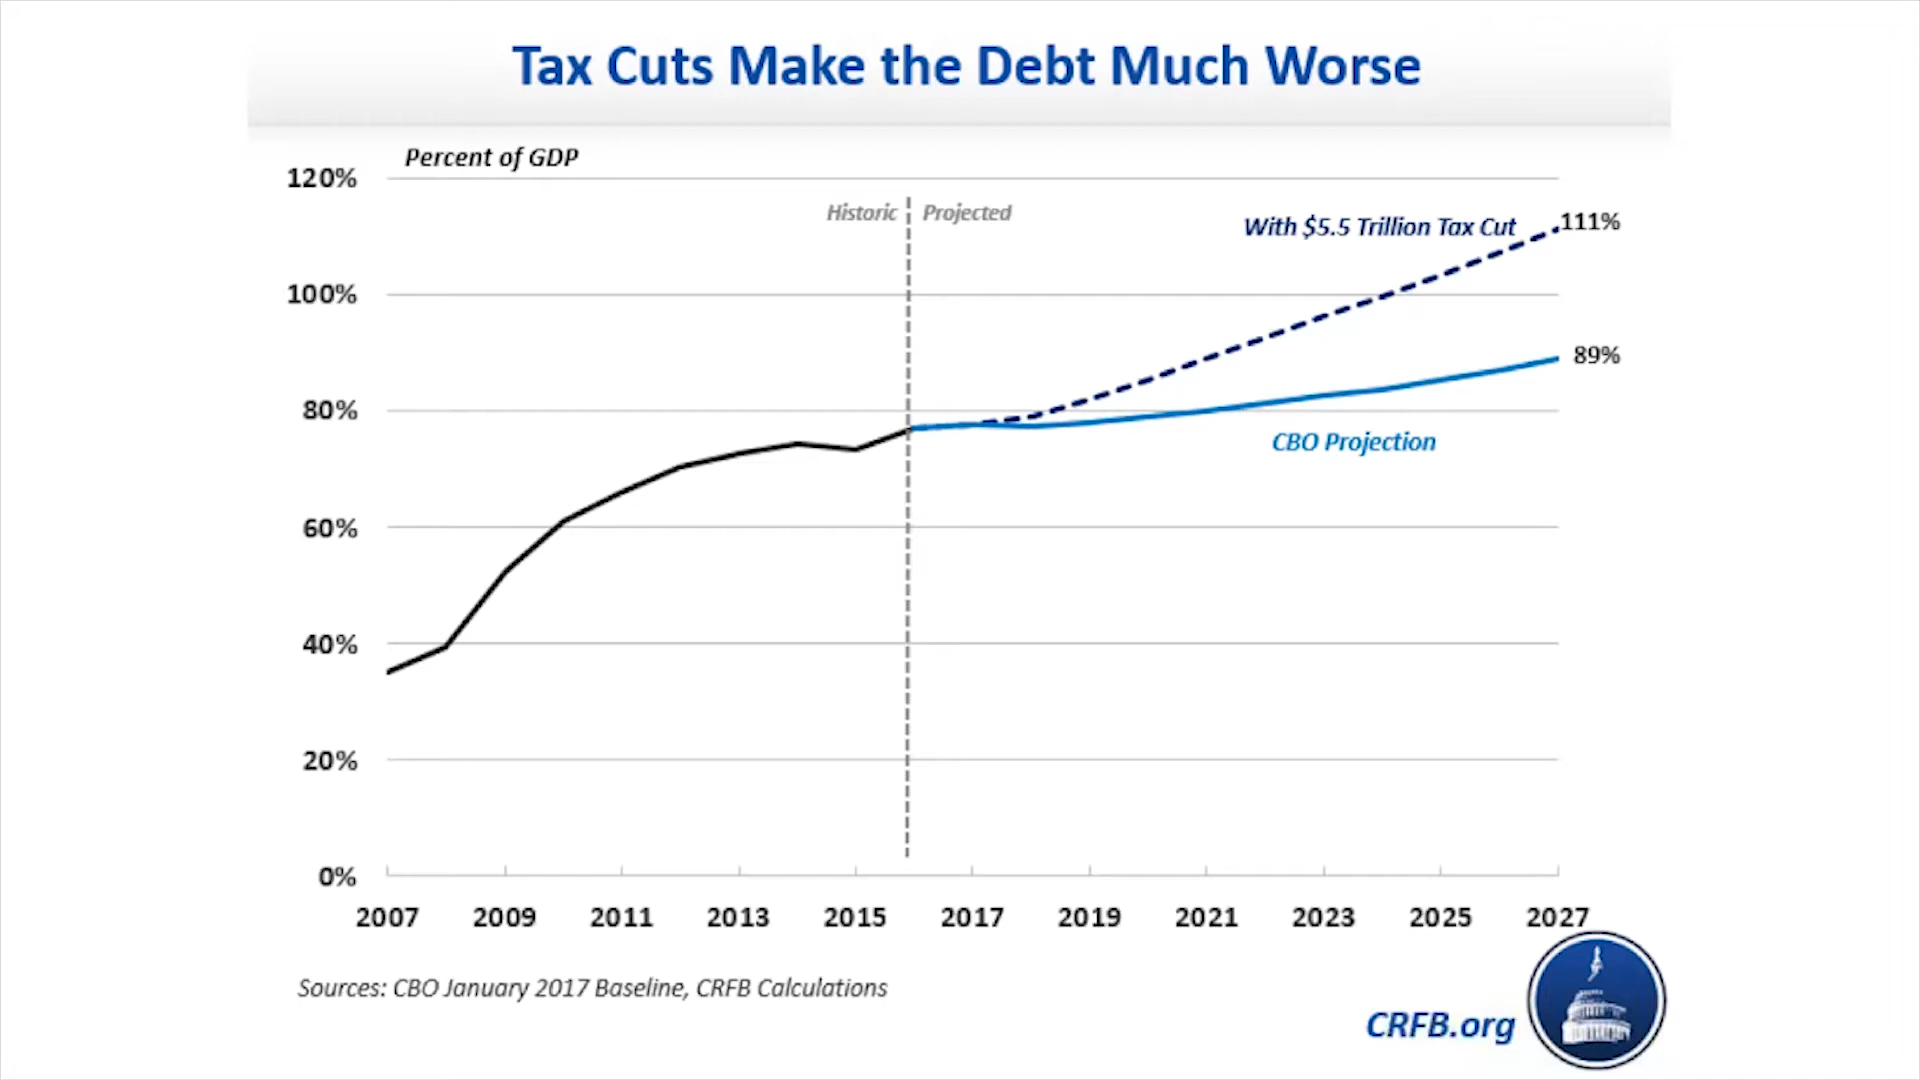 Tax Cuts Make the Debt Much Worse
Percent of GDP
120%
Historic Projected
With $5.5 Trillion Tax Cut 111%
100%
89%
80%
CBO Projection
60%
40%
20%
0%
2007 2009 2011 2013 2015 2017 2019 2021 2023 2025 2027
Sources: CBO January 2017 Baseline, CRFB Calculations
CRFB.org